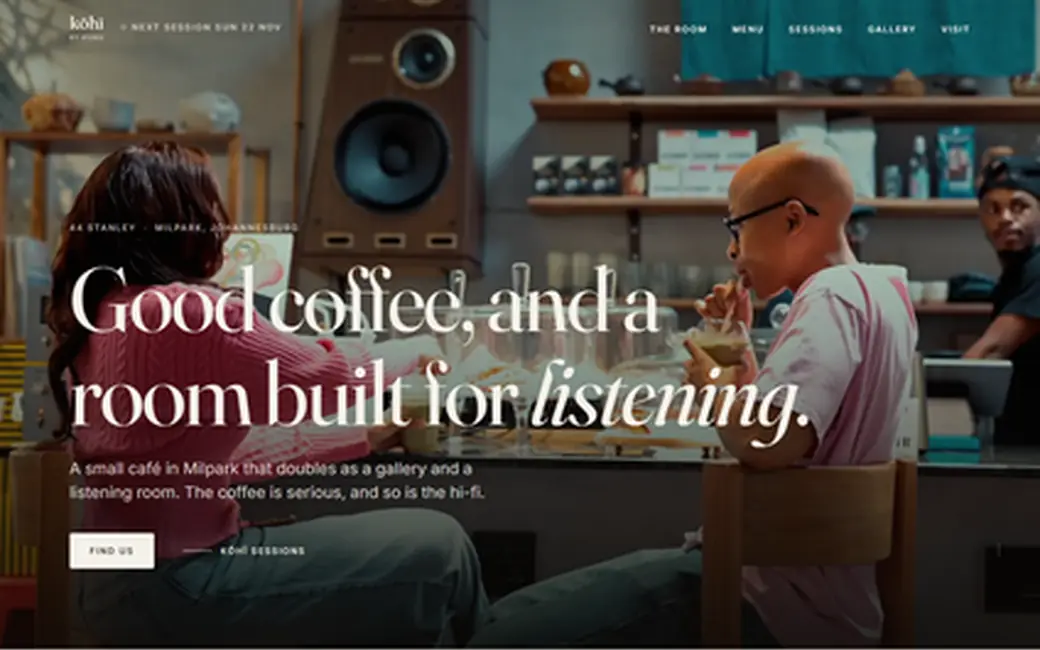 kōhī
NEXT SESSION SUN 22 NOV
THE ROOM
MENU
SESSIONS
GALLERY
VISIT
44 STANLEY · MILPARK, JOHANNESBURG
Good coffee, and a
room built for listening.
A small café in Milpark that doubles as a gallery and a
listening room. The coffee is serious, and so is the hi-fi.
FIND US
KŌHĪ SESSIONS